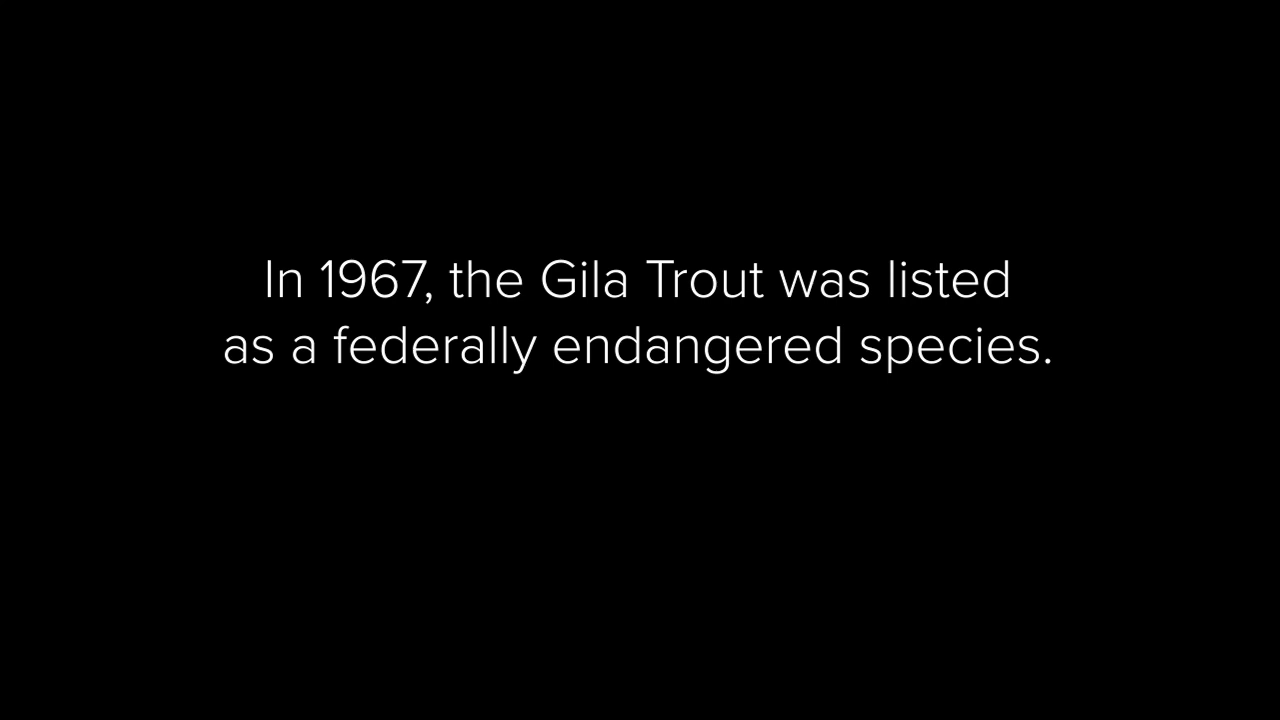 In 1967, the Gila Trout was listed
as a federally endangered species.